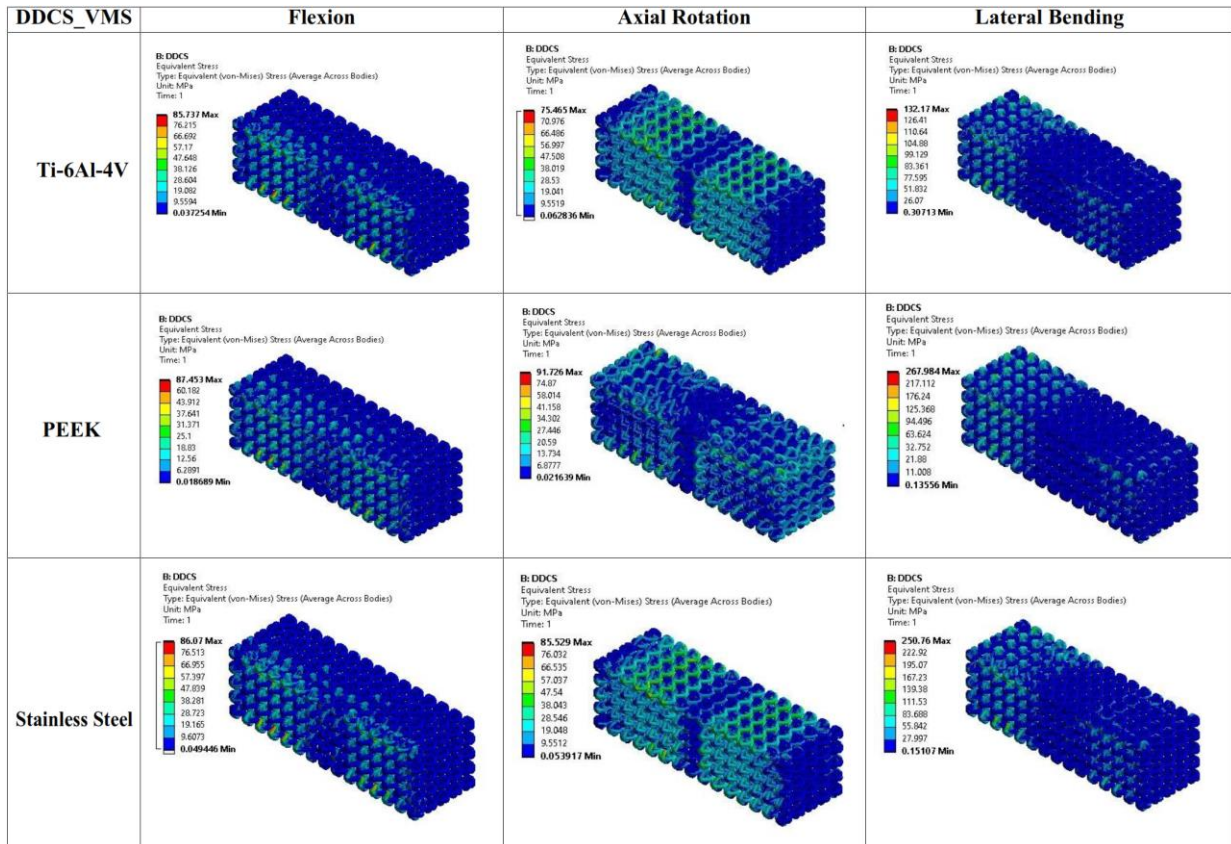 DDCS_VMS
Flexion
Axial Rotation
Lateral Bending
Ti-6Al-4V
B: DDCS
Equivalent Stress
Type: Equivalent (von-Mises) Stress (Average Across Bodies)
Unit: MPa
Time: 1
85.737 Max
76.215
66.692
57.17
47.648
38.126
28.604
19.082
9.5594
0.037254 Min
B: DDCS
Equivalent Stress
Type: Equivalent (von-Mises) Stress (Average Across Bodies)
Unit: MPa
Time: 1
75.465 Max
70.976
66.486
56.997
47.508
38.019
28.53
19.041
9.5519
0.062836 Min
B: DDCS
Equivalent Stress
Type: Equivalent (von-Mises) Stress (Average Across Bodies)
Unit: MPa
Time: 1
132.17 Max
126.41
110.64
104.88
99.129
83.361
77.595
51.832
26.07
0.30713 Min
PEEK
B: DDCS
Equivalent Stress
Type: Equivalent (von-Mises) Stress (Average Across Bodies)
Unit: MPa
Time: 1
87.453 Max
60.182
43.912
37.641
31.371
25.1
18.83
12.56
6.2891
0.018689 Min
B: DDCS
Equivalent Stress
Type: Equivalent (von-Mises) Stress (Average Across Bodies)
Unit: MPa
Time: 1
91.726 Max
74.87
58.014
41.158
34.302
27.446
20.59
13.734
6.8777
0.021639 Min
B: DDCS
Equivalent Stress
Type: Equivalent (von-Mises) Stress (Average Across Bodies)
Unit: MPa
Time: 1
267.984 Max
217.112
176.24
125.368
94.496
63.624
32.752
21.88
11.008
0.13556 Min
Stainless Steel
B: DDCS
Equivalent Stress
Type: Equivalent (von-Mises) Stress (Average Across Bodies)
Unit: MPa
Time: 1
86.07 Max
76.513
66.955
57.397
47.839
38.281
28.723
19.165
9.6073
0.049446 Min
B: DDCS
Equivalent Stress
Type: Equivalent (von-Mises) Stress (Average Across Bodies)
Unit: MPa
Time: 1
85.529 Max
76.032
66.535
57.037
47.54
38.043
28.546
19.048
9.5512
0.053917 Min
B: DDCS
Equivalent Stress
Type: Equivalent (von-Mises) Stress (Average Across Bodies)
Unit: MPa
Time: 1
250.76 Max
222.92
195.07
167.23
139.38
111.53
83.688
55.842
27.997
0.15107 Min